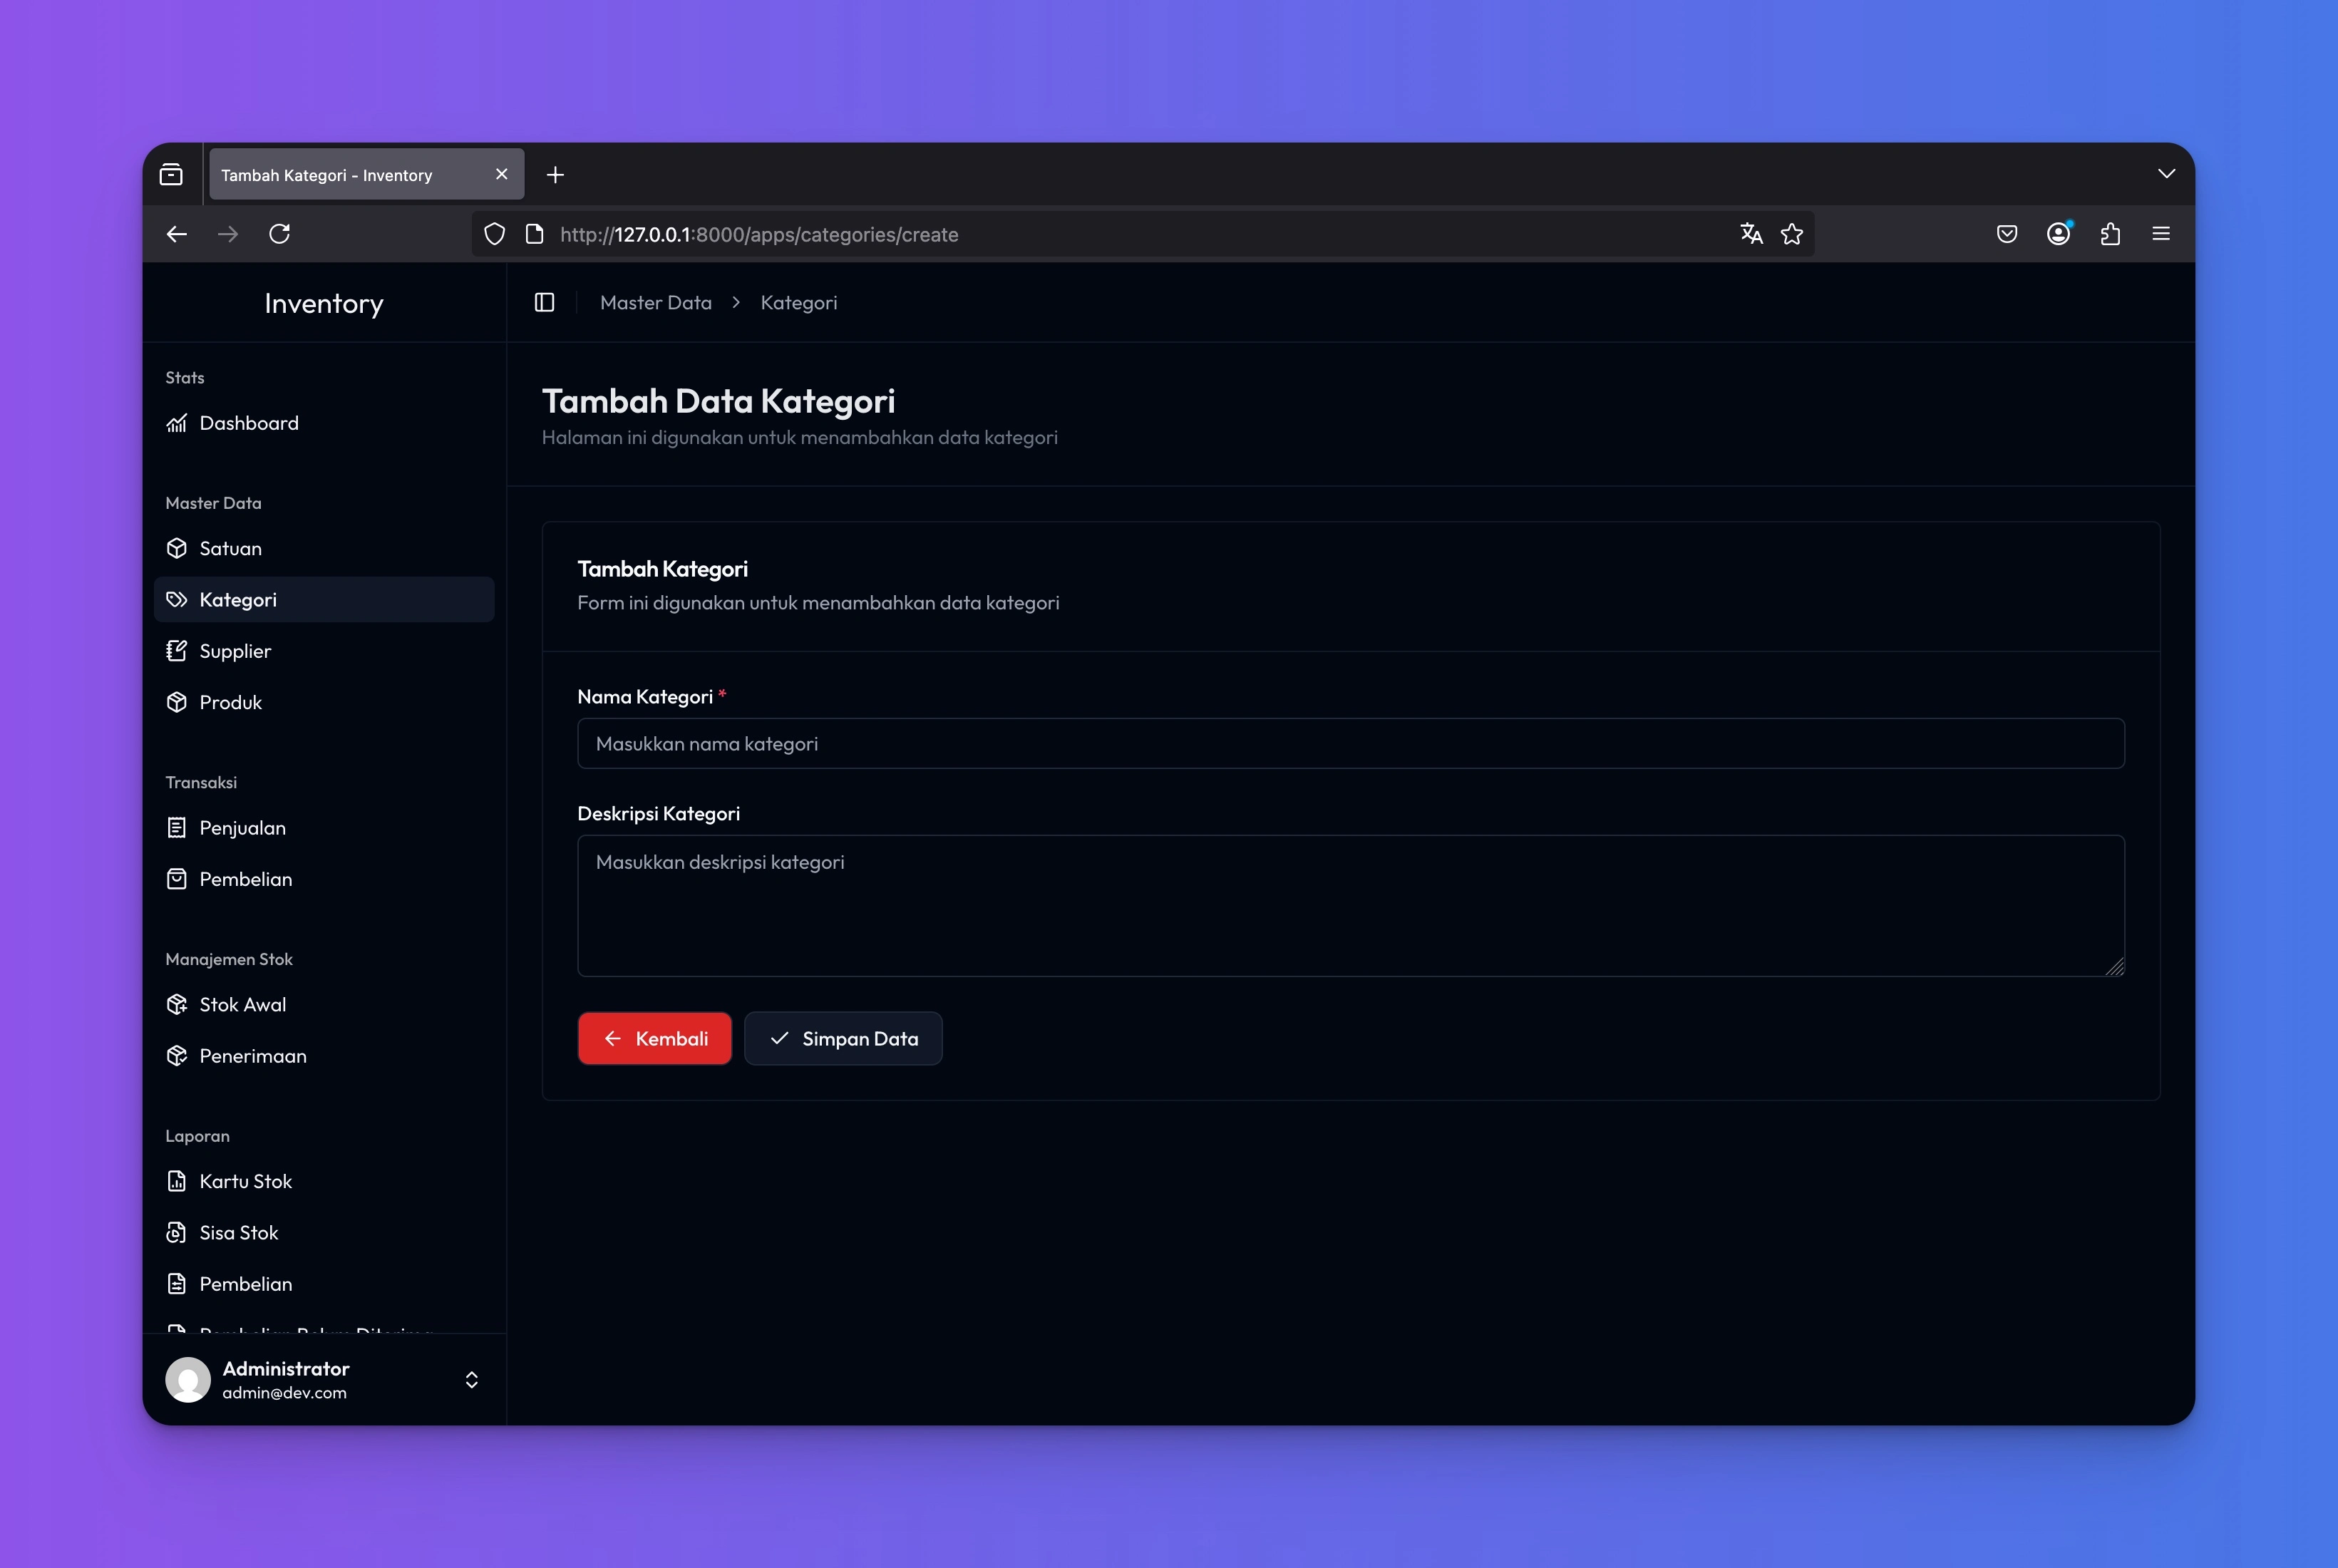 Tambah Kategori - Inventory
http://127.0.0.1:8000/apps/categories/create
Inventory
Stats
Dashboard
Master Data
Satuan
Kategori
Supplier
Produk
Transaksi
Penjualan
Pembelian
Manajemen Stok
Stok Awal
Penerimaan
Laporan
Kartu Stok
Sisa Stok
Pembelian
Pembelian Belum Diterima
Administrator
admin@dev.com
Master Data > Kategori
Tambah Data Kategori
Halaman ini digunakan untuk menambahkan data kategori
Tambah Kategori
Form ini digunakan untuk menambahkan data kategori
Nama Kategori *
Masukkan nama kategori
Deskripsi Kategori
Masukkan deskripsi kategori
Kembali
Simpan Data